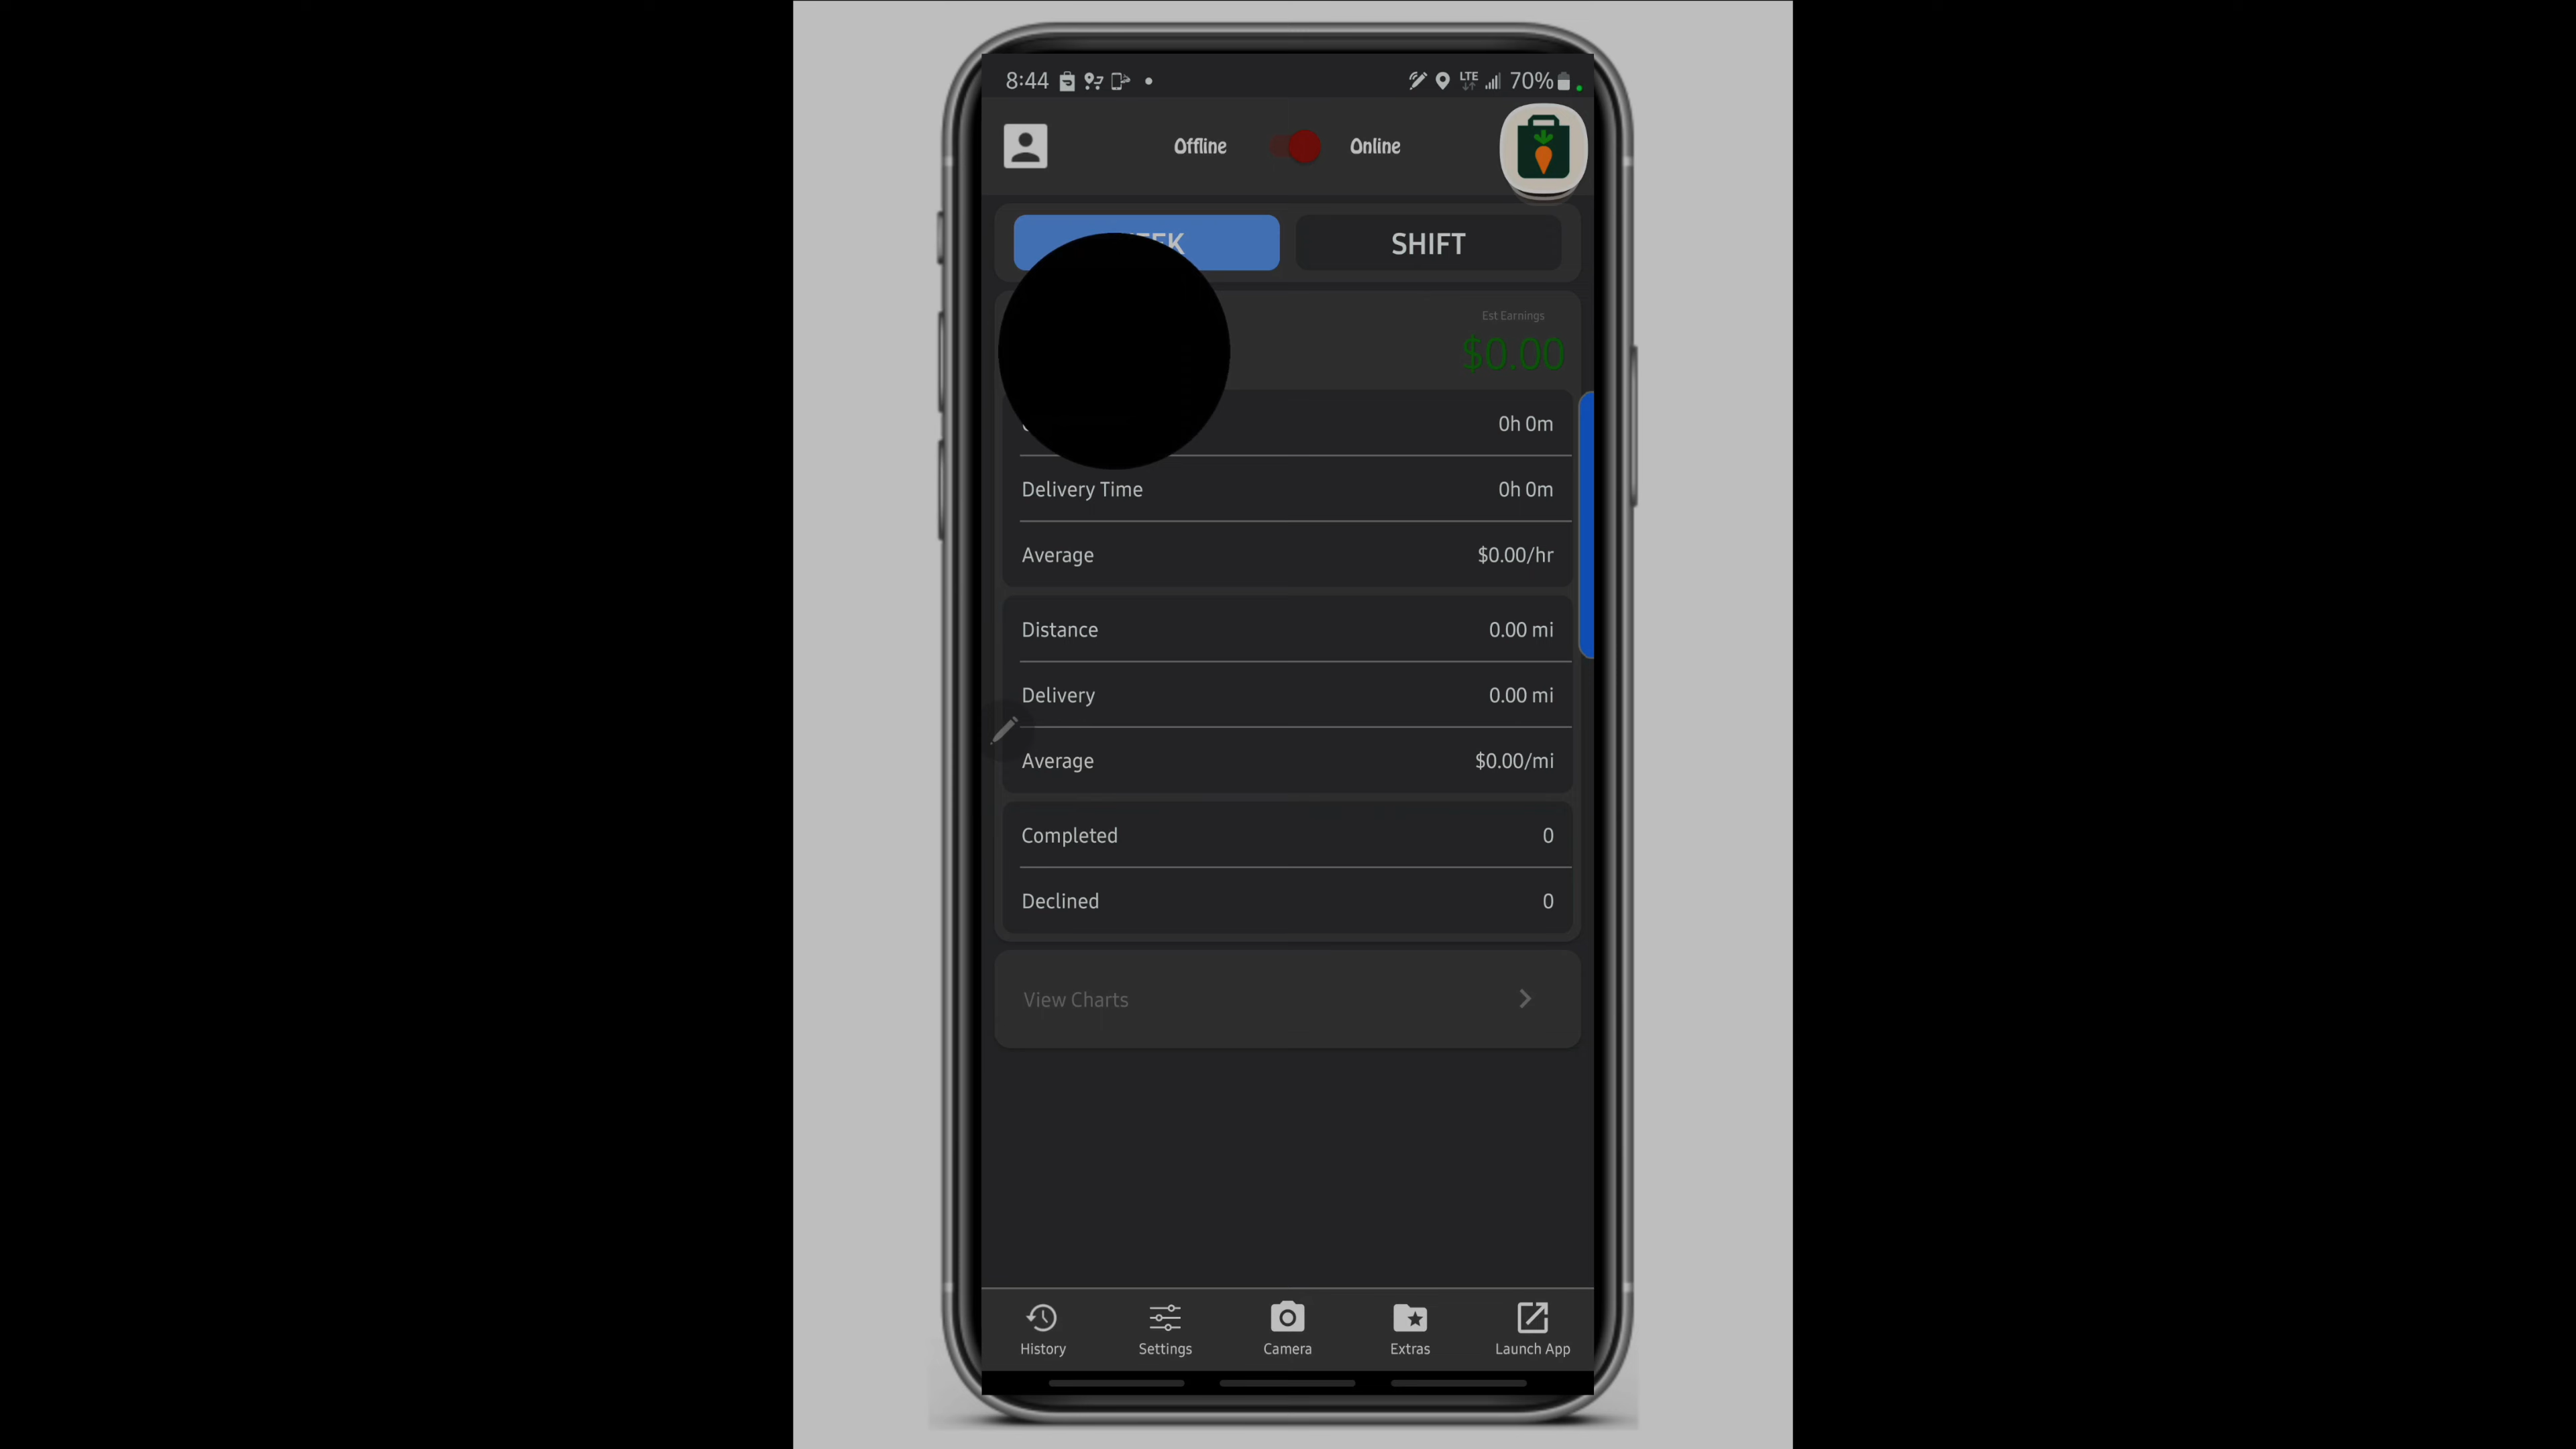 8:44 LTE 70%
Offline Online
SHIFT
Est Earnings
$0.00
0h 0m
Delivery Time 0h 0m
Average $0.00/hr
Distance 0.00 mi
Delivery 0.00 mi
Average $0.00/mi
Completed 0
Declined 0
View Charts
History Settings Camera Extras Launch App